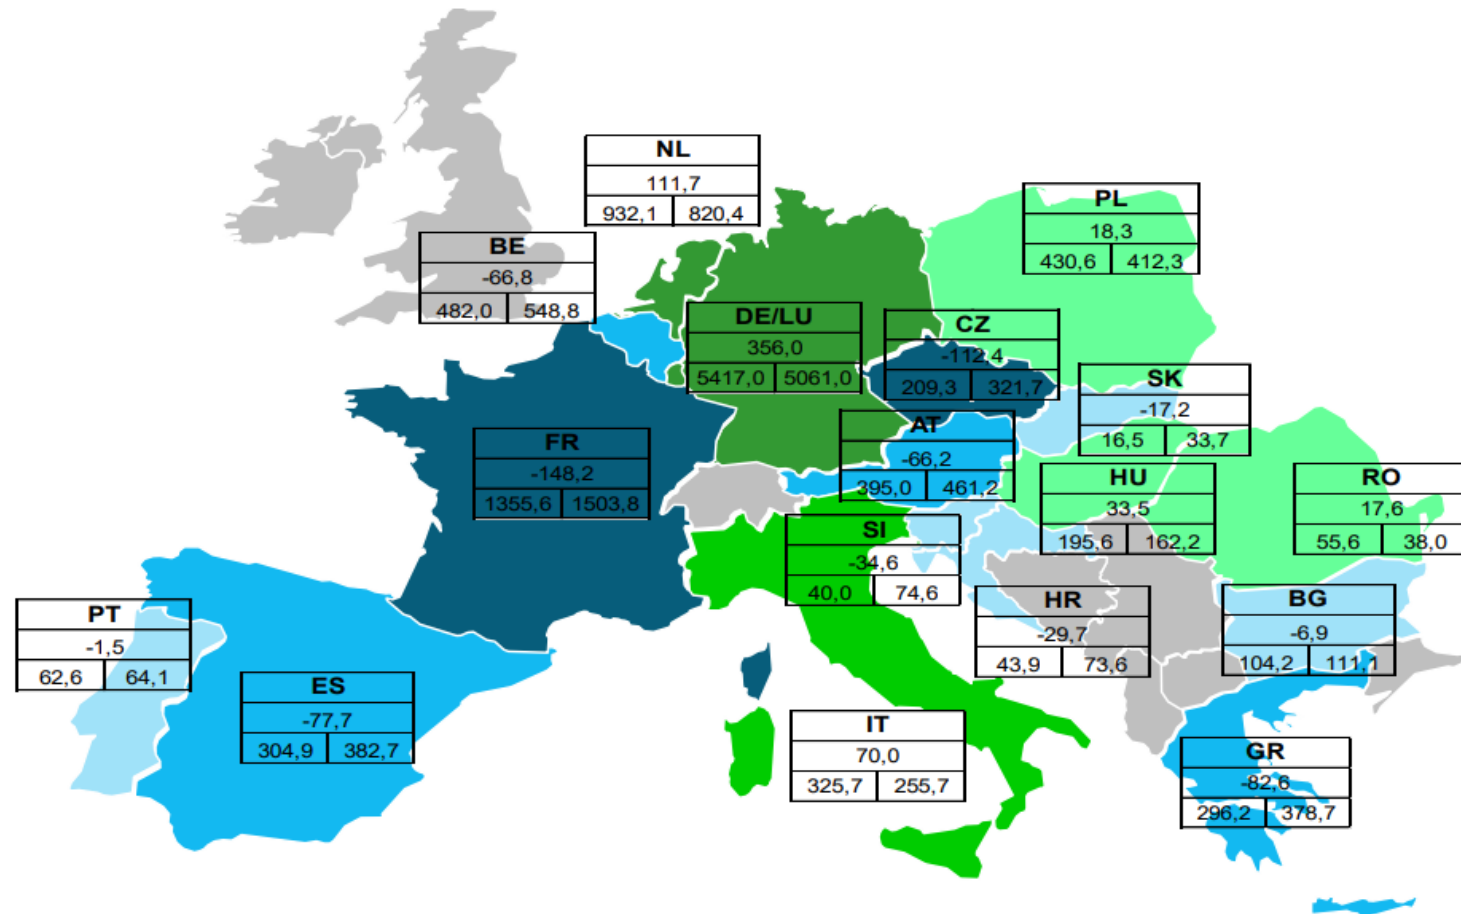 NL
111,7
932,1 820,4
PL
18,3
430,6 412,3
BE
-66,8
482,0 548,8
DE/LU
356,0
5417,0 5061,0
CZ
-112,4
209,3 321,7
SK
-17,2
16,5 33,7
AT
-66,2
395,0 461,2
FR
-148,2
1355,6 1503,8
HU
33,5
195,6 162,2
RO
17,6
55,6 38,0
SI
-34,6
40,0 74,6
HR
-29,7
43,9 73,6
BG
-6,9
104,2 111,1
PT
-1,5
62,6 64,1
ES
-77,7
304,9 382,7
IT
70,0
325,7 255,7
GR
-82,6
296,2 378,7